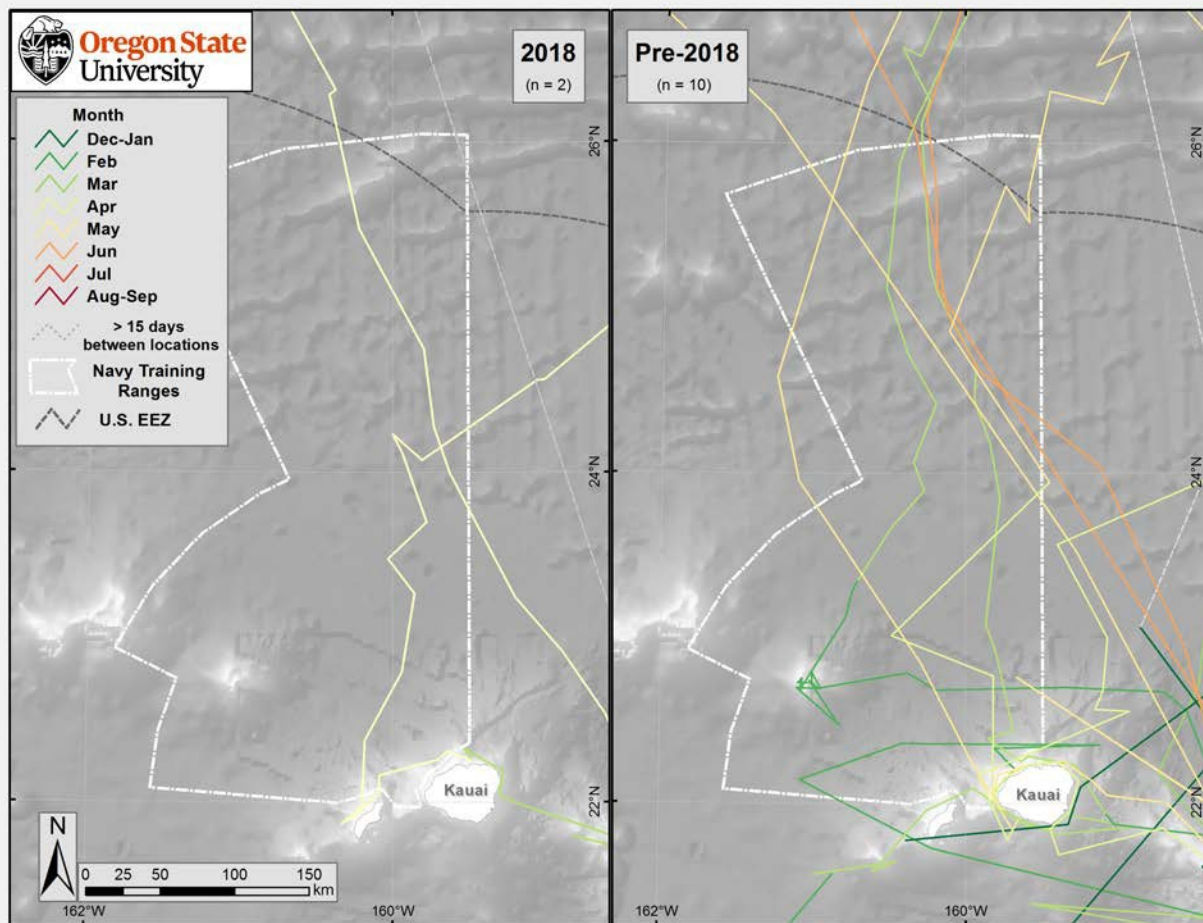 Oregon State
University
2018
(n = 2)
Pre-2018
(n = 10)
Month
Dec-Jan
Feb
Mar
Apr
May
Jun
Jul
Aug-Sep
> 15 days
between locations
Navy Training
Ranges
U.S. EEZ
26°N
24°N
22°N
26°N
24°N
22°N
Kauai
Kauai
N
0 25 50 100 150
km
162°W
160°W
162°W
160°W